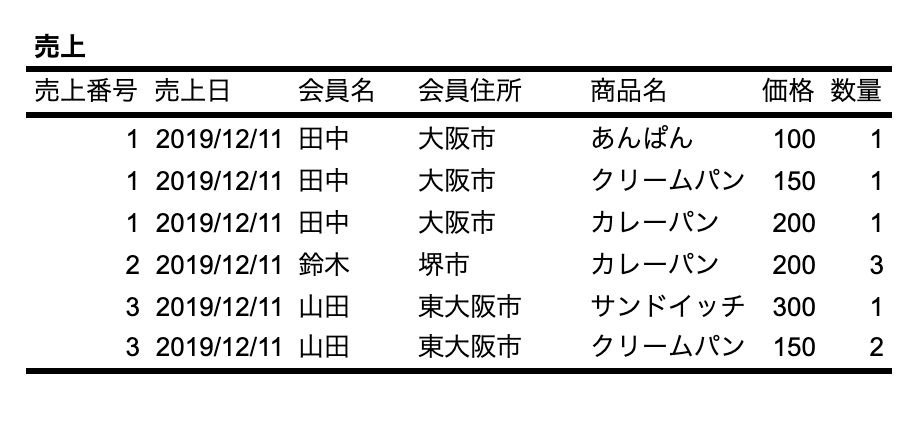 売上
売上番号 売上日 会員名 会員住所 商品名 価格 数量
1 2019/12/11 田中 大阪市 あんぱん 100 1
1 2019/12/11 田中 大阪市 クリームパン 150 1
1 2019/12/11 田中 大阪市 カレーパン 200 1
2 2019/12/11 鈴木 堺市 カレーパン 200 3
3 2019/12/11 山田 東大阪市 サンドイッチ 300 1
3 2019/12/11 山田 東大阪市 クリームパン 150 2